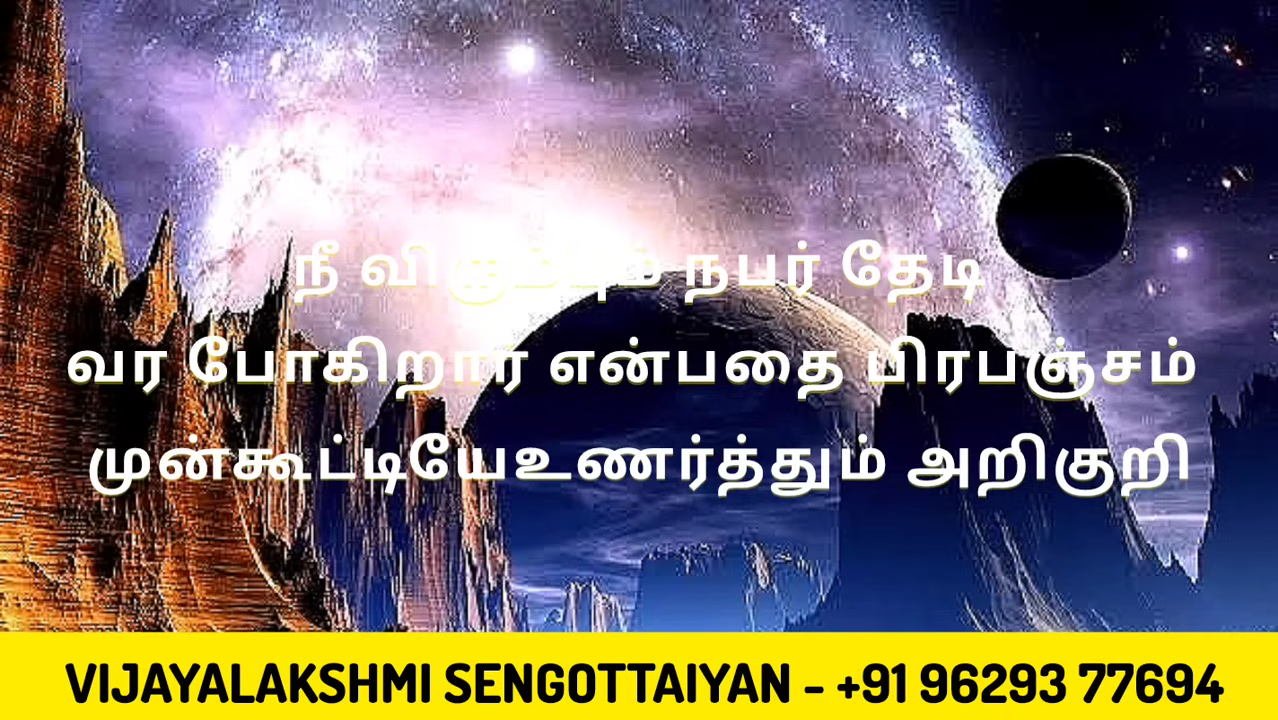 நீ விரும்பும் நபர் தேடி
வர போகிறார் என்பதை பிரபஞ்சம்
முன்கூட்டியேஉணர்த்தும் அறிகுறி
VIJAYALAKSHMI SENGOTTAIYAN - +91 96293 77694